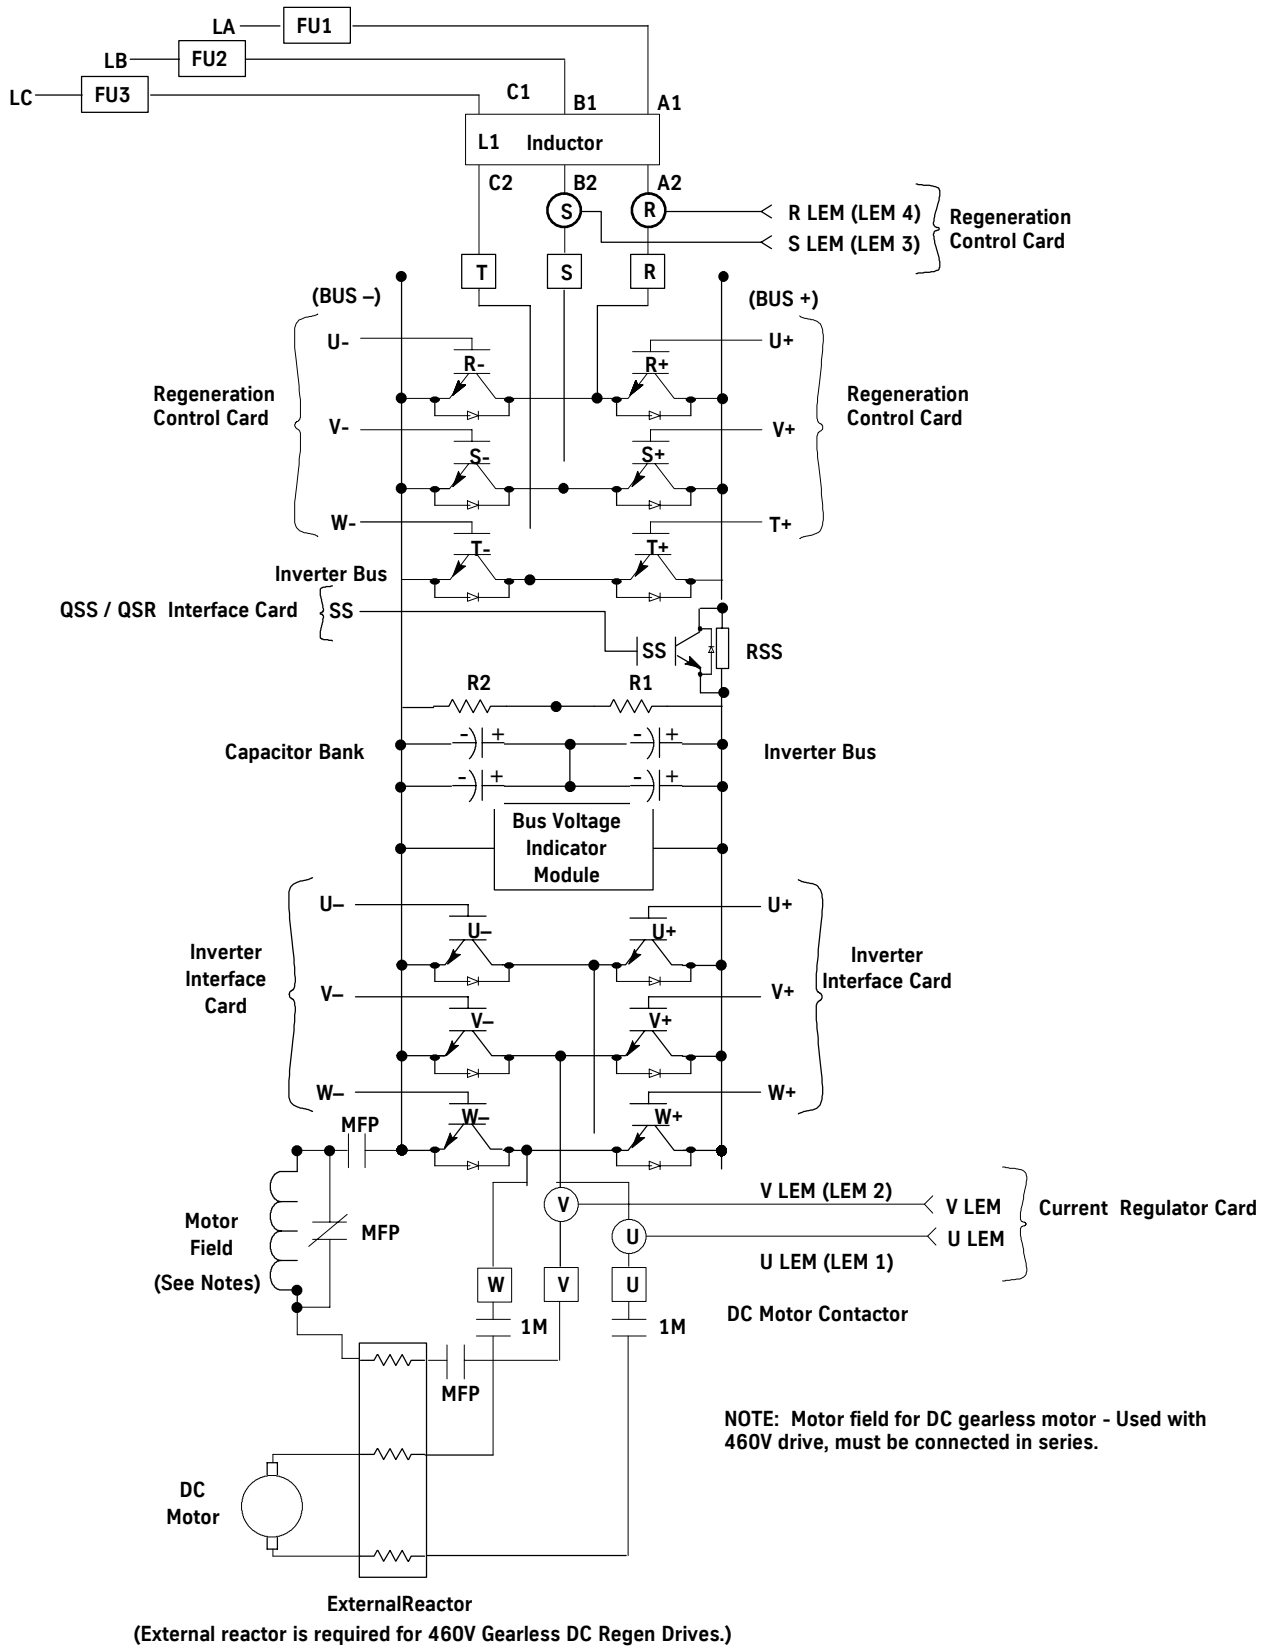 LA
FU1
LB
FU2
LC
FU3
C1
B1
A1
L1
Inductor
C2
B2
A2
S
R
R LEM (LEM 4)
S LEM (LEM 3)
Regeneration
Control Card
T
S
R
(BUS –)
(BUS +)
U-
R-
R+
U+
Regeneration
Control Card
Regeneration
Control Card
V-
S-
S+
V+
W-
T-
T+
T+
Inverter Bus
QSS / QSR Interface Card
SS
SS
RSS
R2
R1
Capacitor Bank
- +
- +
Inverter Bus
- +
- +
Bus Voltage
Indicator
Module
U–
U–
U+
U+
Inverter
Interface
Card
Inverter
Interface Card
V–
V–
V+
V+
W–
W–
W+
W+
MFP
Motor
Field
(See Notes)
MFP
V
V LEM (LEM 2)
V LEM
U
U LEM
U LEM (LEM 1)
Current Regulator Card
W
V
U
1M
1M
DC Motor Contactor
MFP
NOTE: Motor field for DC gearless motor - Used with
460V drive, must be connected in series.
DC
Motor
ExternalReactor
(External reactor is required for 460V Gearless DC Regen Drives.)